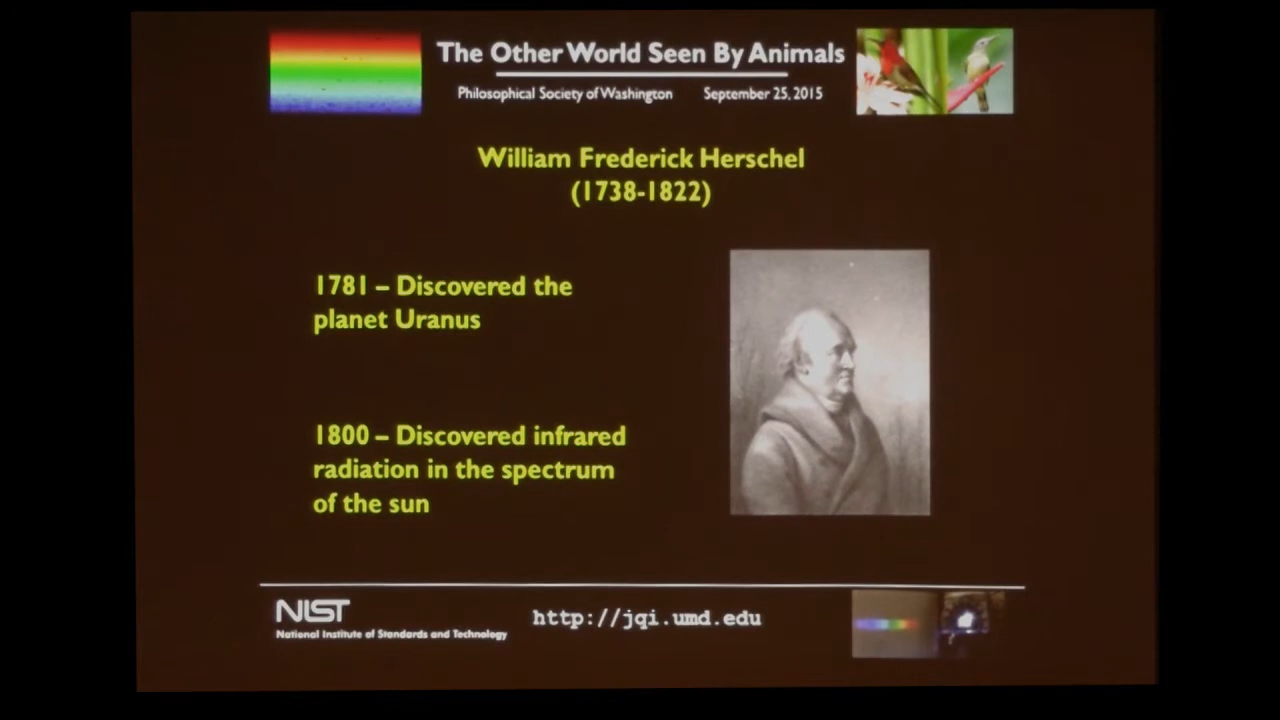 The Other World Seen By Animals
Philosophical Society of Washington September 25, 2015
William Frederick Herschel
(1738-1822)
1781 – Discovered the
planet Uranus
1800 – Discovered infrared
radiation in the spectrum
of the sun
NIST
National Institute of Standards and Technology
http://jqi.umd.edu